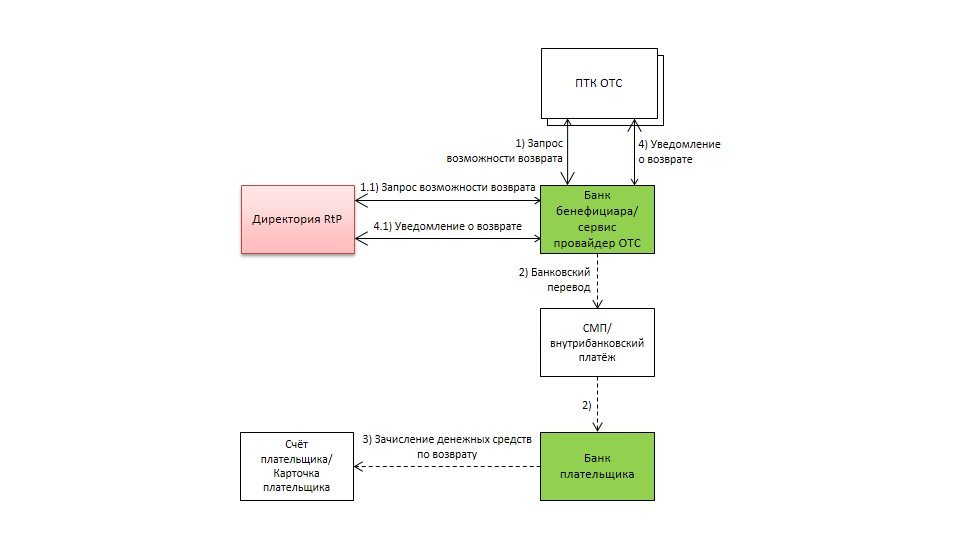 ПТК ОТС
1) Запрос
возможности возврата
4) Уведомление
о возврате
1.1) Запрос возможности возврата
Директория RtP
4.1) Уведомление о возврате
Банк
бенефициара/
сервис
провайдер ОТС
2) Банковский
перевод
СМП/
внутрибанковский
платёж
2)
Счёт
плательщика/
Карточка
плательщика
3) Зачисление денежных средств
по возврату
Банк
плательщика